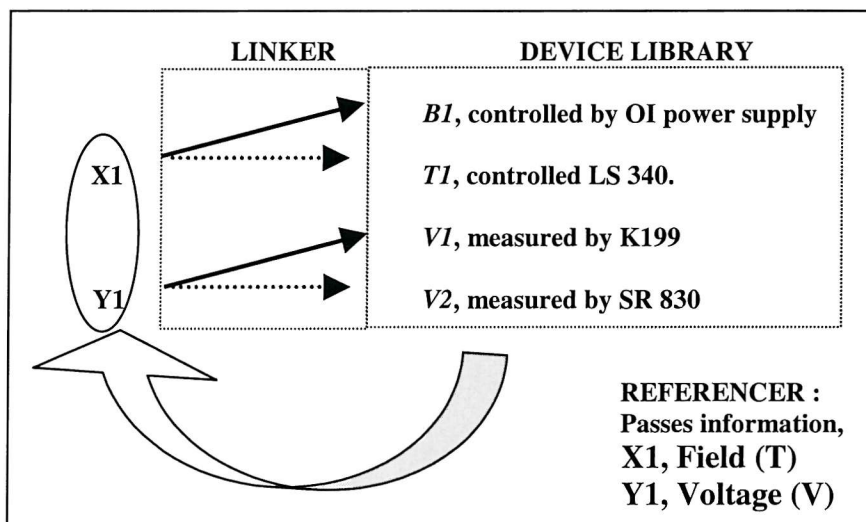 LINKER
DEVICE LIBRARY
B1, controlled by OI power supply
X1
T1, controlled LS 340.
V1, measured by K199
Y1
V2, measured by SR 830
REFERENCER :
Passes information,
X1, Field (T)
Y1, Voltage (V)